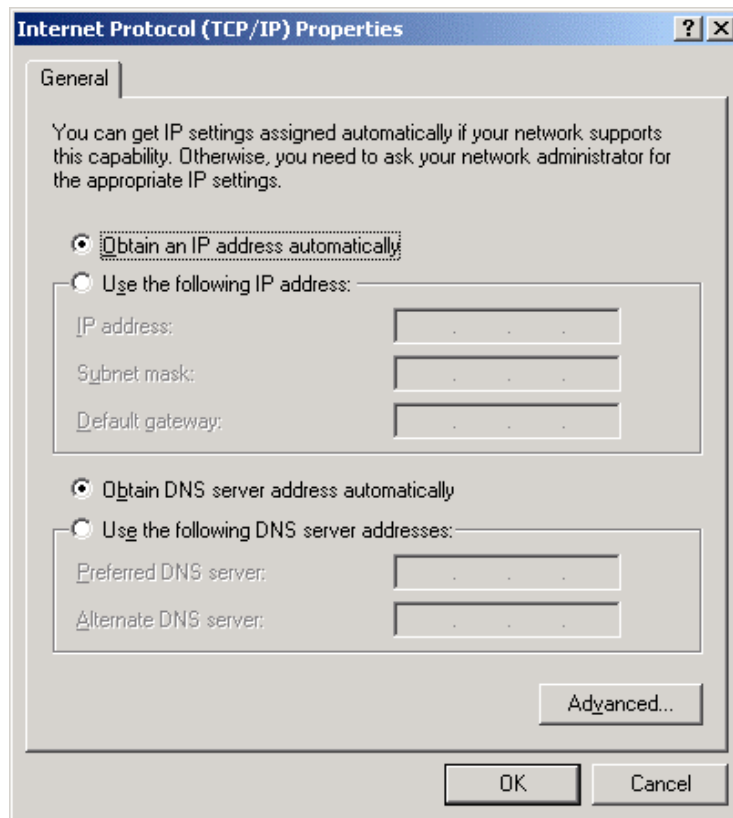 Internet Protocol (TCP/IP) Properties
General
You can get IP settings assigned automatically if your network supports
this capability. Otherwise, you need to ask your network administrator for
the appropriate IP settings.
Obtain an IP address automatically
Use the following IP address:
IP address:
Subnet mask:
Default gateway:
Obtain DNS server address automatically
Use the following DNS server addresses:
Preferred DNS server:
Alternate DNS server:
Advanced...
OK Cancel